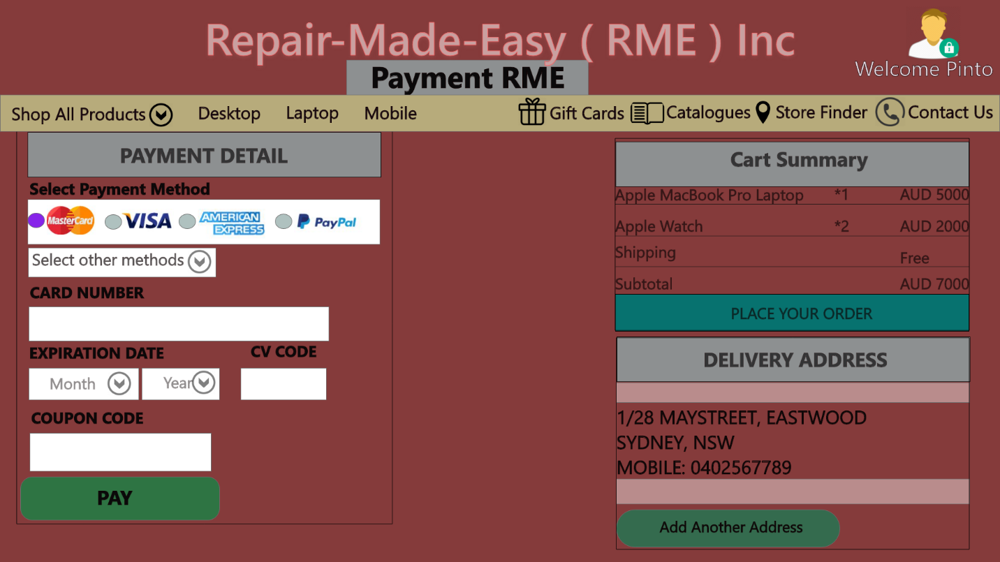 Repair-Made-Easy ( RME ) Inc
Welcome Pinto
Payment RME
Shop All Products Desktop Laptop Mobile Gift Cards Catalogues Store Finder Contact Us
PAYMENT DETAIL
Select Payment Method
MasterCard VISA AMERICAN EXPRESS PayPal
Select other methods
CARD NUMBER
EXPIRATION DATE CV CODE
Month Year
COUPON CODE
PAY
Cart Summary
Apple MacBook Pro Laptop *1 AUD 5000
Apple Watch *2 AUD 2000
Shipping Free
Subtotal AUD 7000
PLACE YOUR ORDER
DELIVERY ADDRESS
1/28 MAYSTREET, EASTWOOD
SYDNEY, NSW
MOBILE: 0402567789
Add Another Address